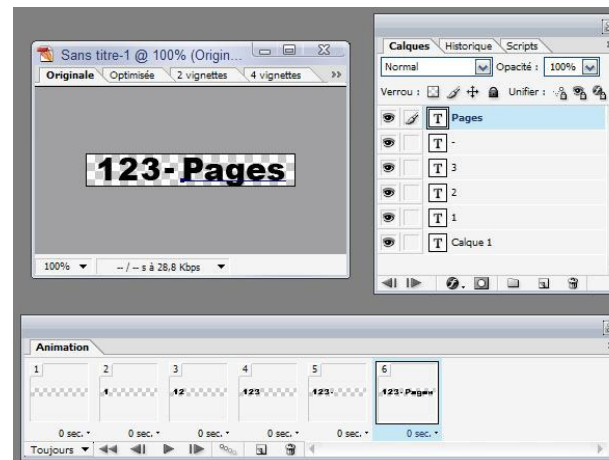 Sans titre-1 @ 100% (Origin...
Originale Optimisée 2 vignettes 4 vignettes
123-Pages
100% -- / -- s à 28,8 Kbps
Calques Historique Scripts
Normal Opacité : 100%
Verrou : Unifier :
T Pages
T -
T 3
T 2
T 1
T Calque 1
Animation
1 2 3 4 5 6
1 12 123 123- 123-Pages
0 sec. 0 sec. 0 sec. 0 sec. 0 sec. 0 sec.
Toujours